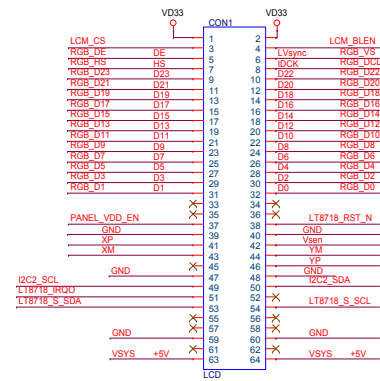 VD33 VD33
CON1
1 2
LCM_CS 3 4 LCM_BLEN
RGB_DE DE 5 6 LVsync RGB_VS
RGB_HS HS 7 8 IDCK RGB_DCL
RGB_D23 D23 9 10 D22 RGB_D22
RGB_D21 D21 11 12 D20 RGB_D20
RGB_D19 D19 13 14 D18 RGB_D18
RGB_D17 D17 15 16 D16 RGB_D16
RGB_D15 D15 17 18 D14 RGB_D14
RGB_D13 D13 19 20 D12 RGB_D12
RGB_D11 D11 21 22 D10 RGB_D10
RGB_D9 D9 23 24 D8 RGB_D8
RGB_D7 D7 25 26 D6 RGB_D6
RGB_D5 D5 27 28 D4 RGB_D4
RGB_D3 D3 29 30 D2 RGB_D2
RGB_D1 D1 31 32 D0 RGB_D0
33 34
35 36
PANEL_VDD_EN 37 38 LT8718_RST_N
GND 39 40 GND
XP 41 42 Vsen
XM 43 44 YM
45 46 YP
GND 47 48 GND
I2C2_SCL 49 50 I2C2_SDA
LT8718_IRQO 51 52
LT8718_S_SDA 53 54 LT8718_S_SCL
55 56
57 58
GND 59 60 GND
61 62
VSYS +5V 63 64 VSYS +5V
LCD